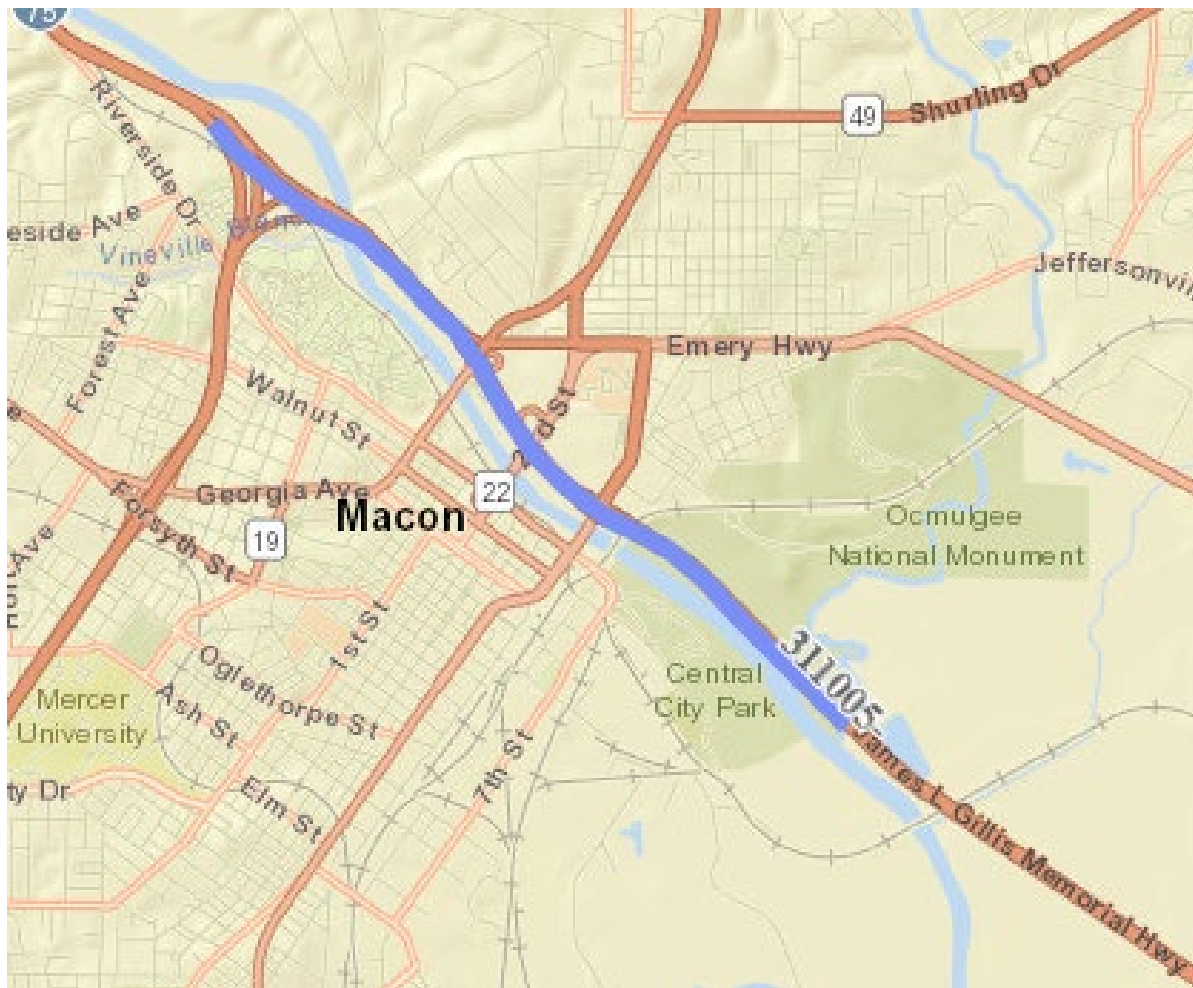 75
Riverside Dr
49
Shurling Dr
eside Ave
Vineville
Jeffersonvil
Forest Ave
Emery Hwy
Walnut St
d St
e
22
Georgia Ave
Macon
Forsyth St
19
Ocmulgee
National Monument
Ave
1st St
311005
Oglethorpe St
Central
City Park
Mercer
University
Ash St
James L Gillis Memorial Hwy
7th St
ty Dr
Elm St